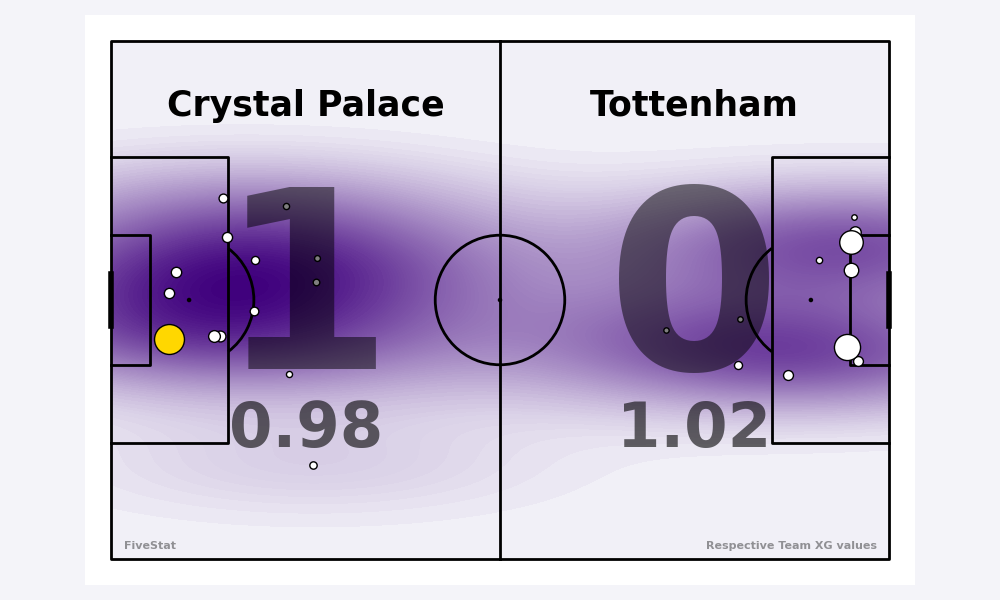 Crystal Palace
Tottenham
1
0
0.98
1.02
FiveStat
Respective Team XG values